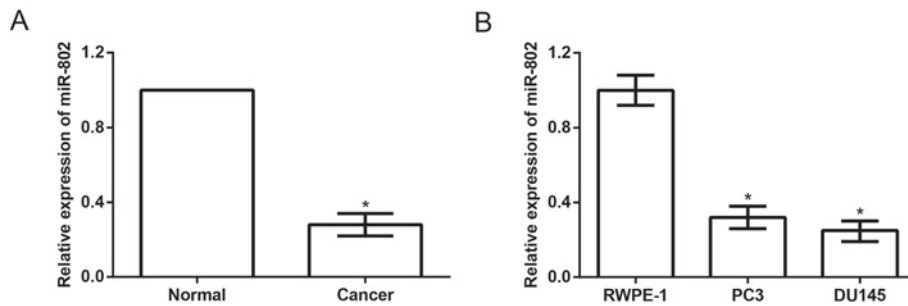 A
Relative expression of miR-802
1.2
0.8
0.4
0.0
*
Normal
Cancer
B
Relative expression of miR-802
1.2
0.8
0.4
0.0
*
*
RWPE-1
PC3
DU145